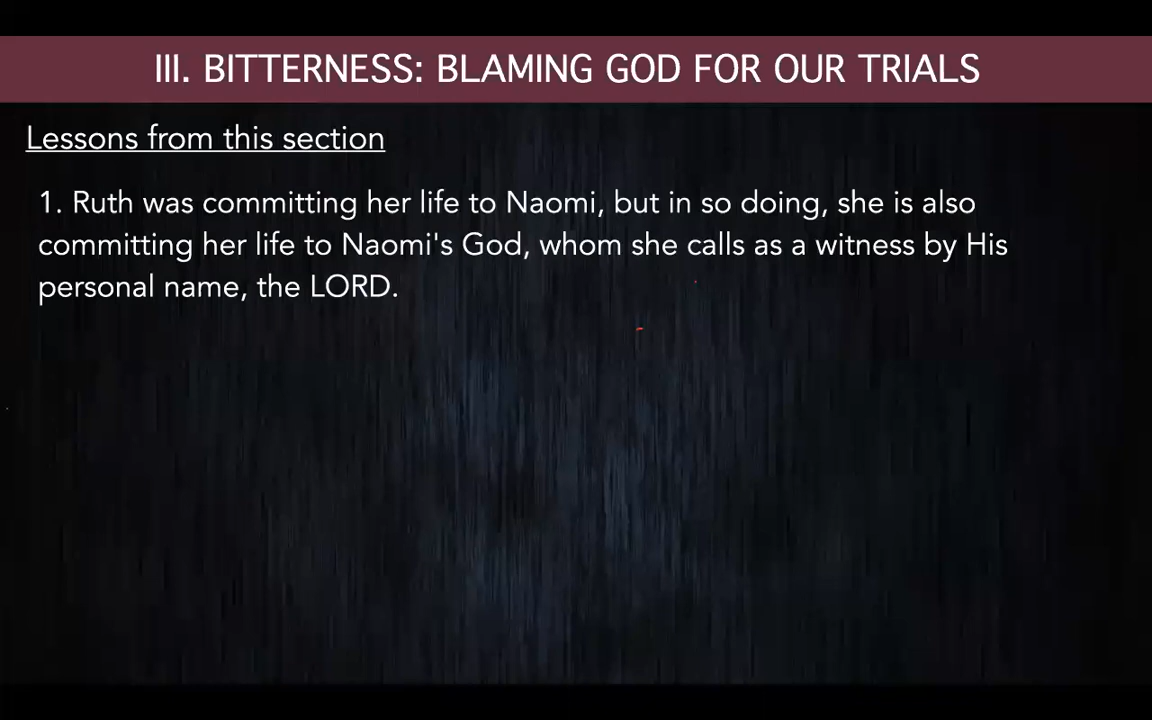 III. BITTERNESS: BLAMING GOD FOR OUR TRIALS
Lessons from this section
1. Ruth was committing her life to Naomi, but in so doing, she is also
committing her life to Naomi's God, whom she calls as a witness by His
personal name, the LORD.